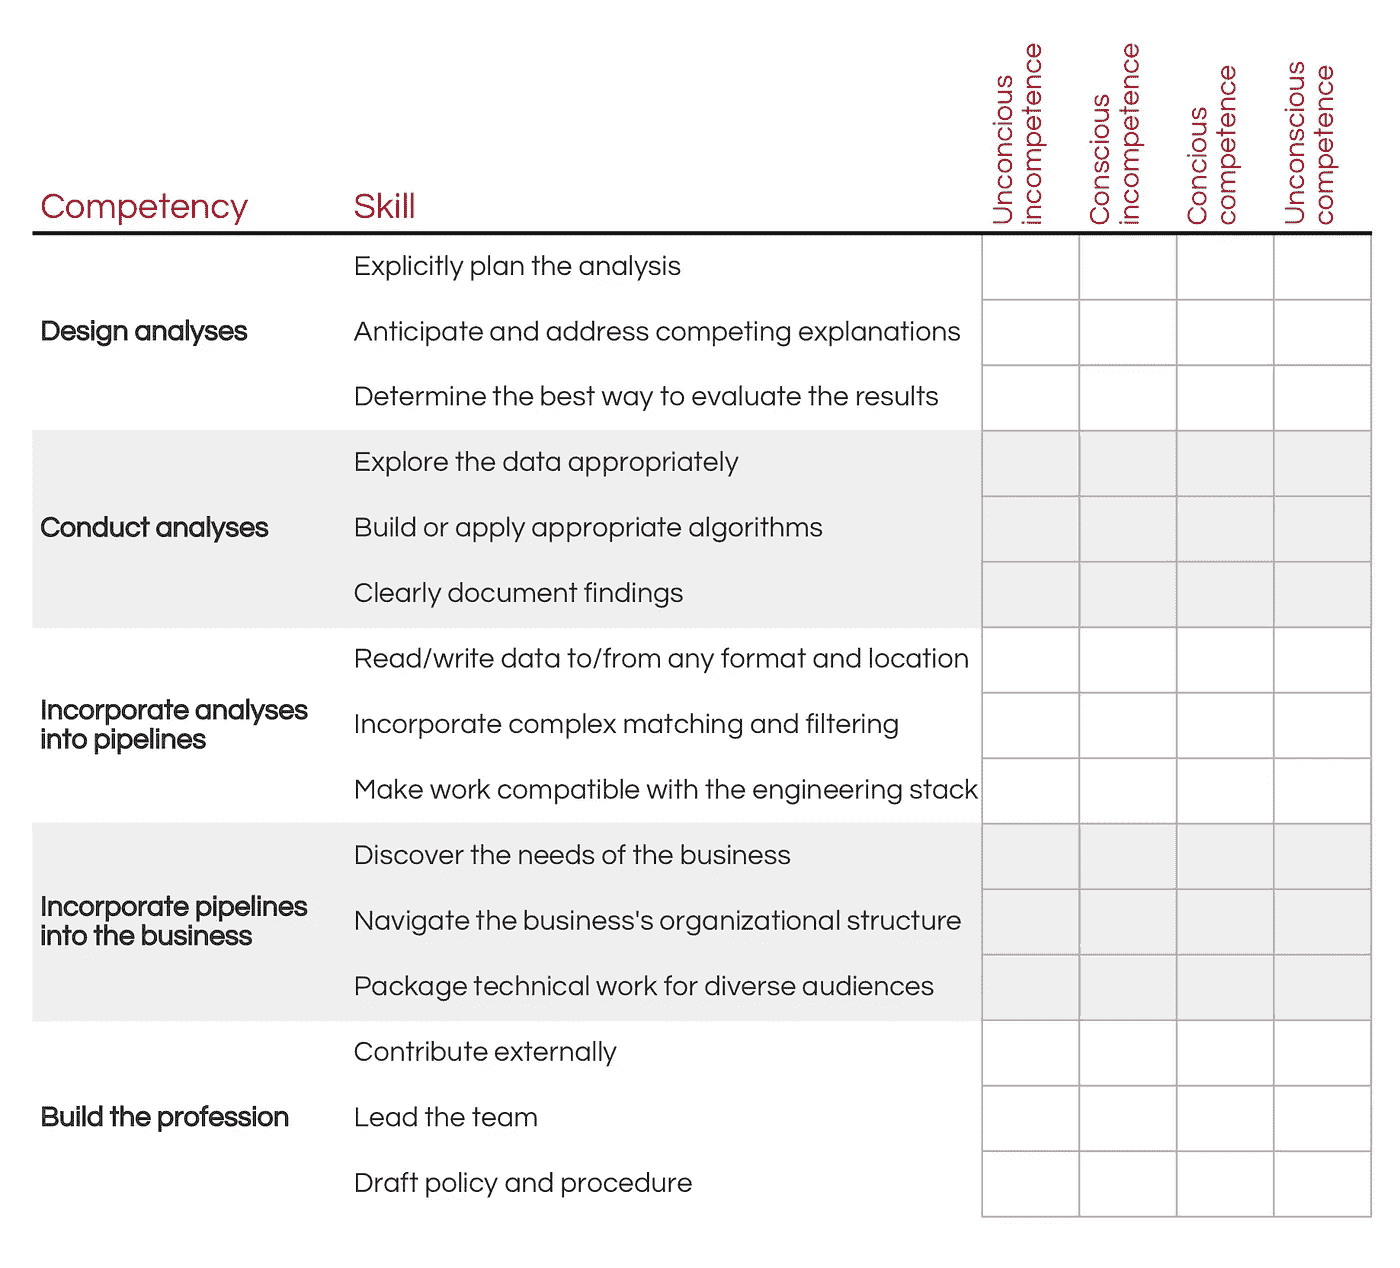 Unconcious
incompetence
Conscious
incompetence
Concious
competence
Unconscious
competence
Competency
Skill
Explicitly plan the analysis
Design analyses
Anticipate and address competing explanations
Determine the best way to evaluate the results
Explore the data appropriately
Conduct analyses
Build or apply appropriate algorithms
Clearly document findings
Read/write data to/from any format and location
Incorporate analyses
into pipelines
Incorporate complex matching and filtering
Make work compatible with the engineering stack
Discover the needs of the business
Incorporate pipelines
into the business
Navigate the business's organizational structure
Package technical work for diverse audiences
Contribute externally
Build the profession
Lead the team
Draft policy and procedure